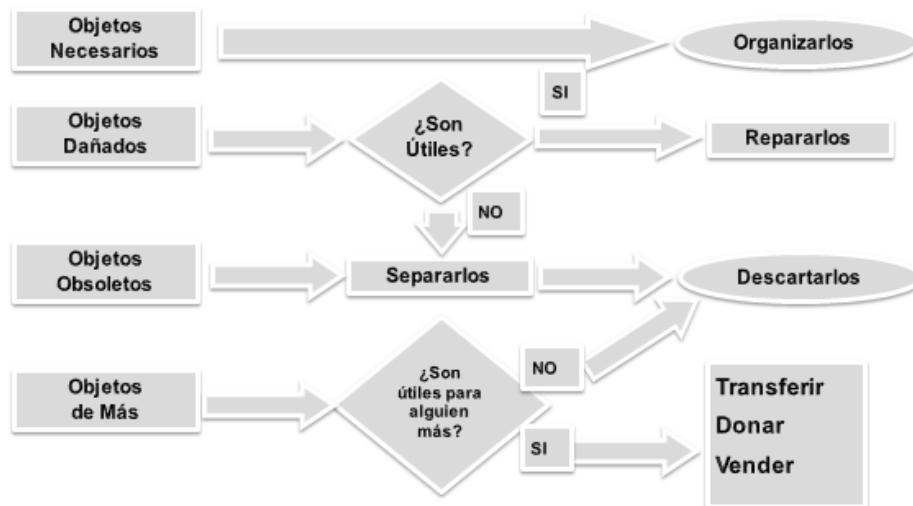 Objetos
Necesarios
Organizarlos
SI
Objetos
Dañados
¿Son
Útiles?
Repararlos
NO
Objetos
Obsoletos
Separarlos
Descartarlos
Objetos
de Más
¿Son
útiles para
alguien
más?
NO
SI
Transferir
Donar
Vender